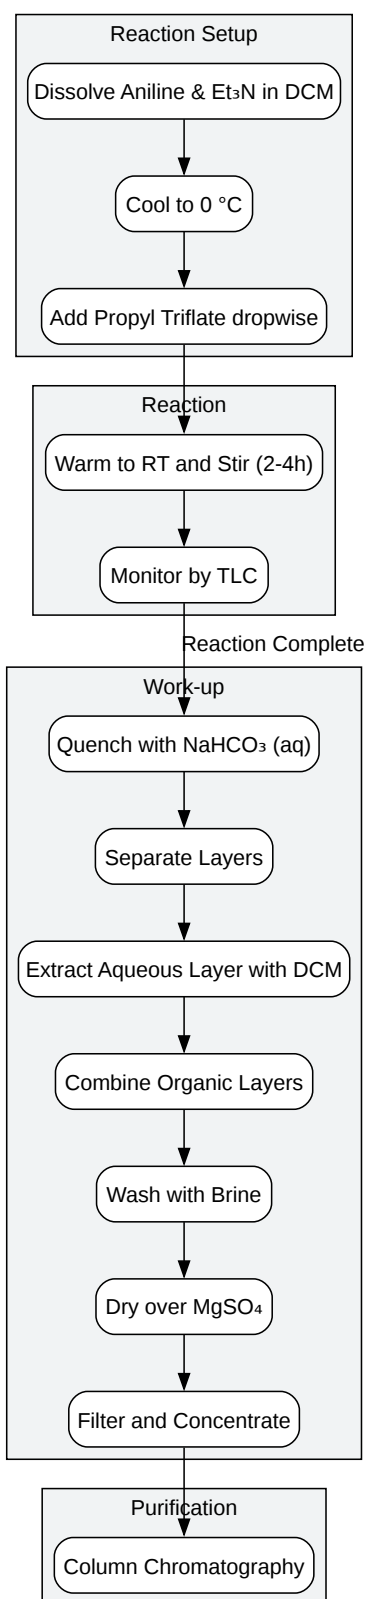 Reaction Setup
Dissolve Aniline & Et₃N in DCM
Cool to 0 °C
Add Propyl Triflate dropwise
Reaction
Warm to RT and Stir (2-4h)
Monitor by TLC
Reaction Complete
Work-up
Quench with NaHCO₃ (aq)
Separate Layers
Extract Aqueous Layer with DCM
Combine Organic Layers
Wash with Brine
Dry over MgSO₄
Filter and Concentrate
Purification
Column Chromatography